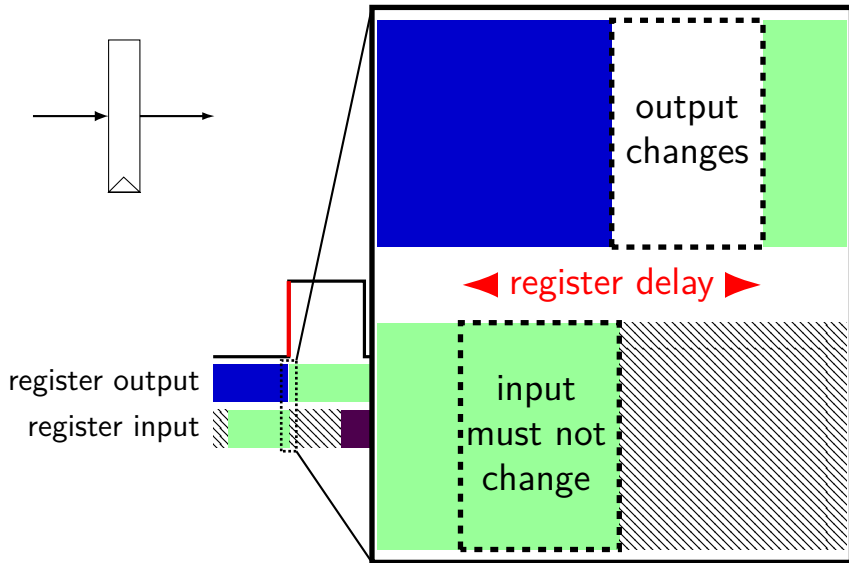 output
changes
register delay
register output
register input
input
must not
change